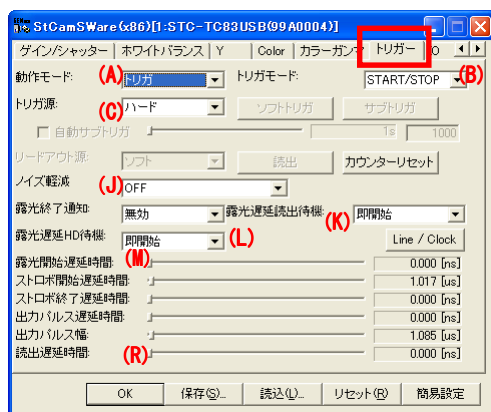 StCamSWare(x86)[1:STC-TC83USB(99A0004)]
ゲイン/シャッター ホワイトバランス Y Color カラーガンマ トリガー IO
動作モード: (A) トリガ トリガモード: START/STOP (B)
トリガ源: (C) ハード ソフトトリガ サブトリガ
自動サブトリガ 1s 1000
リードアウト源: ソフト 読出 カウンターリセット
ノイズ軽減 (J) OFF
露光終了通知: 無効 露光遅延読出待機: (K) 即開始
露光遅延HD待機: 即開始 (L) Line / Clock
露光開始遅延時間: (M) 0.000 [ns]
ストロボ開始遅延時間: 1.017 [us]
ストロボ終了遅延時間: 0.000 [ns]
出力パルス遅延時間: 0.000 [ns]
出力パルス幅: 1.085 [us]
読出遅延時間: (R) 0.000 [ns]
OK 保存(S)... 読込(L)... リセット(R) 簡易設定